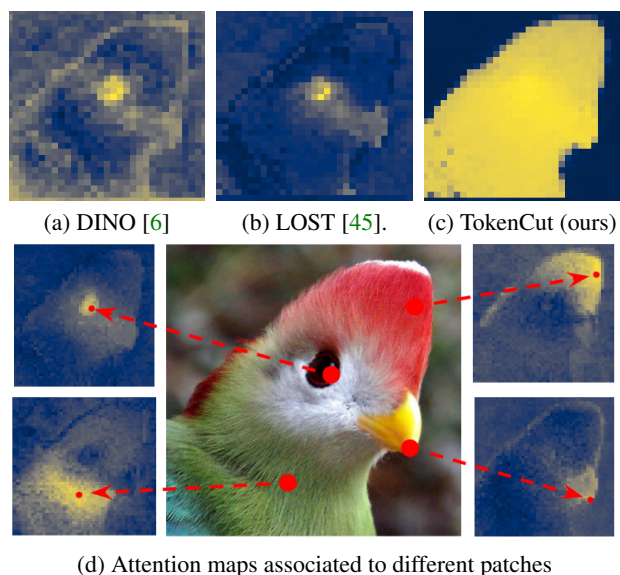 (a) DINO [6]
(b) LOST [45].
(c) TokenCut (ours)
(d) Attention maps associated to different patches